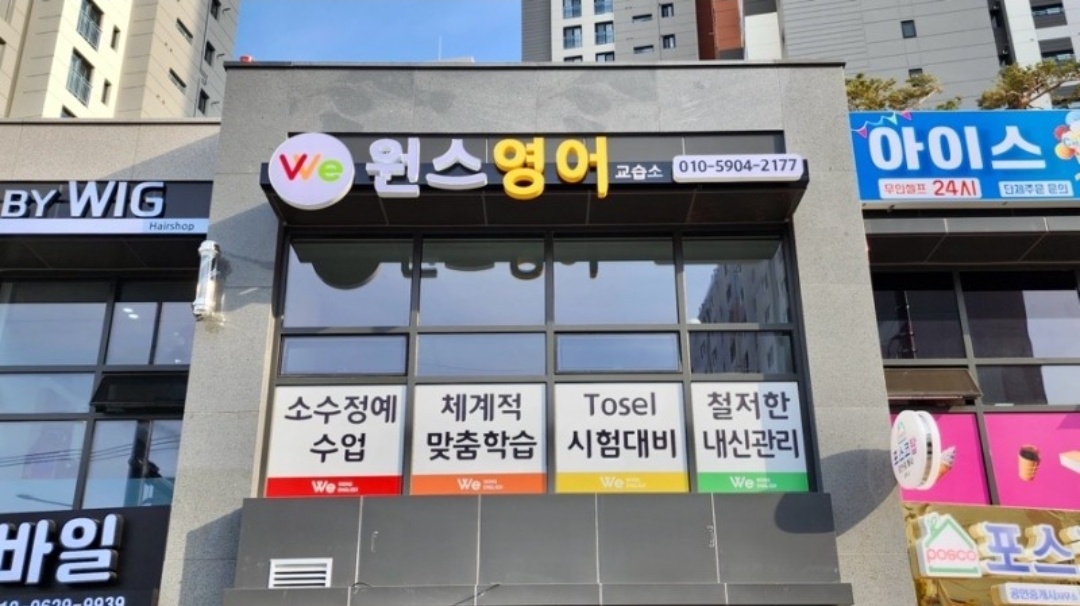 We 원스영어 교습소 010-5904-2177
BY WIG
Hairshop
아이스
무인셀프 24시
단체주문 문의
소수정예
수업
We
체계적
맞춤학습
We
Tosel
시험대비
We
철저한
내신관리
We
바일
posco
포스